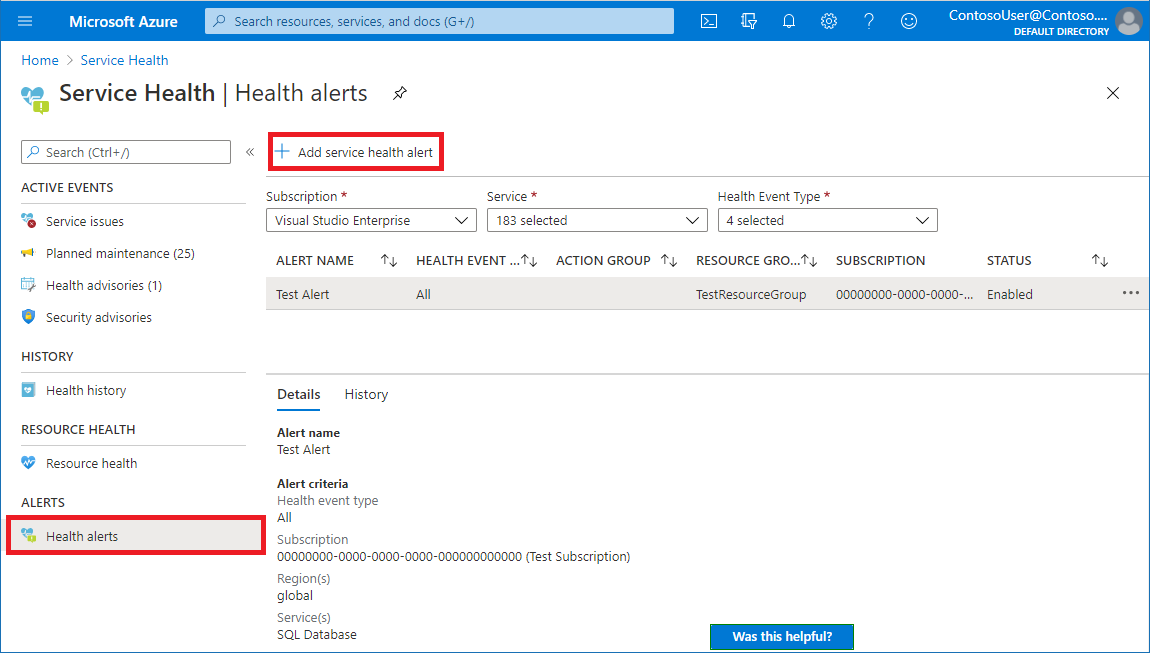 Microsoft Azure
Search resources, services, and docs (G+/)
ContosoUser@Contoso....
DEFAULT DIRECTORY
Home > Service Health
Service Health | Health alerts
Search (Ctrl+/)
«
ACTIVE EVENTS
Service issues
Planned maintenance (25)
Health advisories (1)
Security advisories
HISTORY
Health history
RESOURCE HEALTH
Resource health
ALERTS
Health alerts
+ Add service health alert
Subscription * Service * Health Event Type *
Visual Studio Enterprise 183 selected 4 selected
ALERT NAME ↑↓ HEALTH EVENT ...↑↓ ACTION GROUP ↑↓ RESOURCE GRO...↑↓ SUBSCRIPTION STATUS ↑↓
Test Alert All TestResourceGroup 00000000-0000-0000-... Enabled ...
Details History
Alert name
Test Alert
Alert criteria
Health event type
All
Subscription
00000000-0000-0000-0000-000000000000 (Test Subscription)
Region(s)
global
Service(s)
SQL Database
Was this helpful?